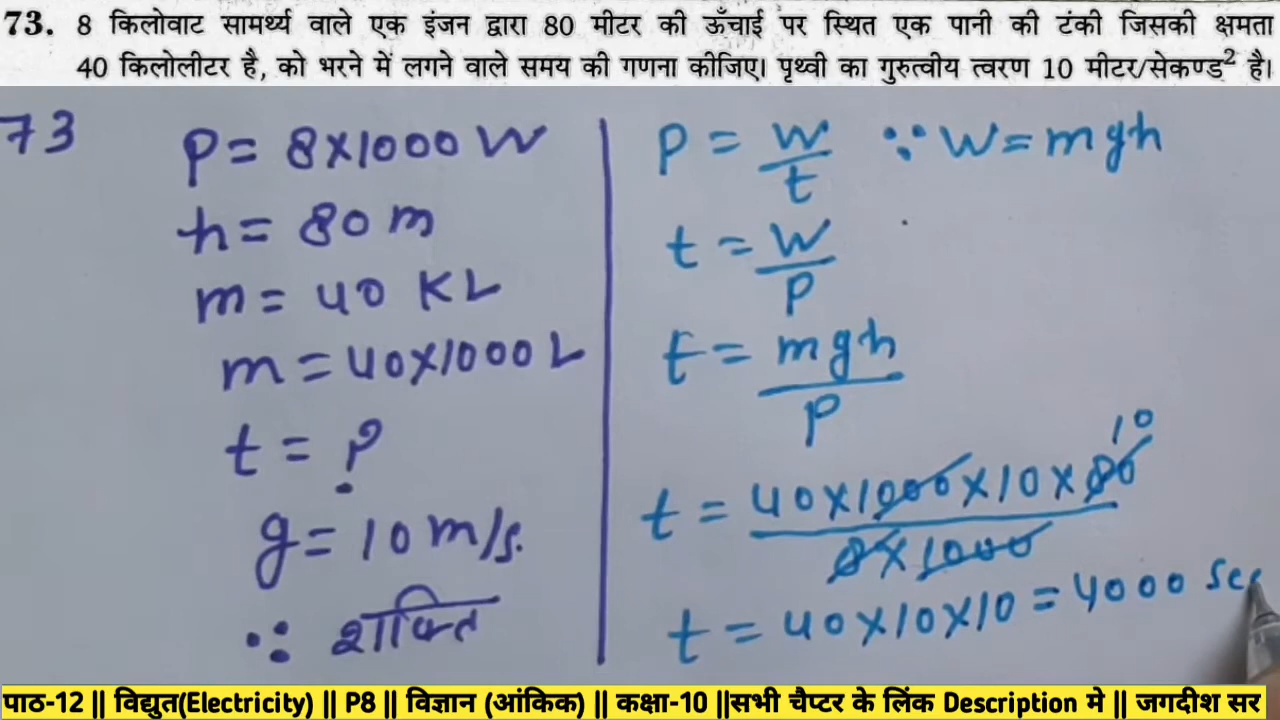 73. 8 किलोवाट सामर्थ्य वाले एक इंजन द्वारा 80 मीटर की ऊँचाई पर स्थित एक पानी की टंकी जिसकी क्षमता
40 किलोलीटर है, को भरने में लगने वाले समय की गणना कीजिए। पृथ्वी का गुरुत्वीय त्वरण 10 मीटर/सेकण्ड² है।
73
P = 8×1000 W
h = 80 m
m = 40 KL
m = 40×1000 L
t = ?
g = 10 m/s.
∵ शक्ति
P = W/t ∵ W = mgh
t = W/P
t = mgh/P
10
t = 40×1000×10×80/8×1000
t = 40×10×10 = 4000 Sec
पाठ-12 || विद्युत(Electricity) || P8 || विज्ञान (आंकिक) || कक्षा-10 ||सभी चैप्टर के लिंक Description मे || जगदीश सर